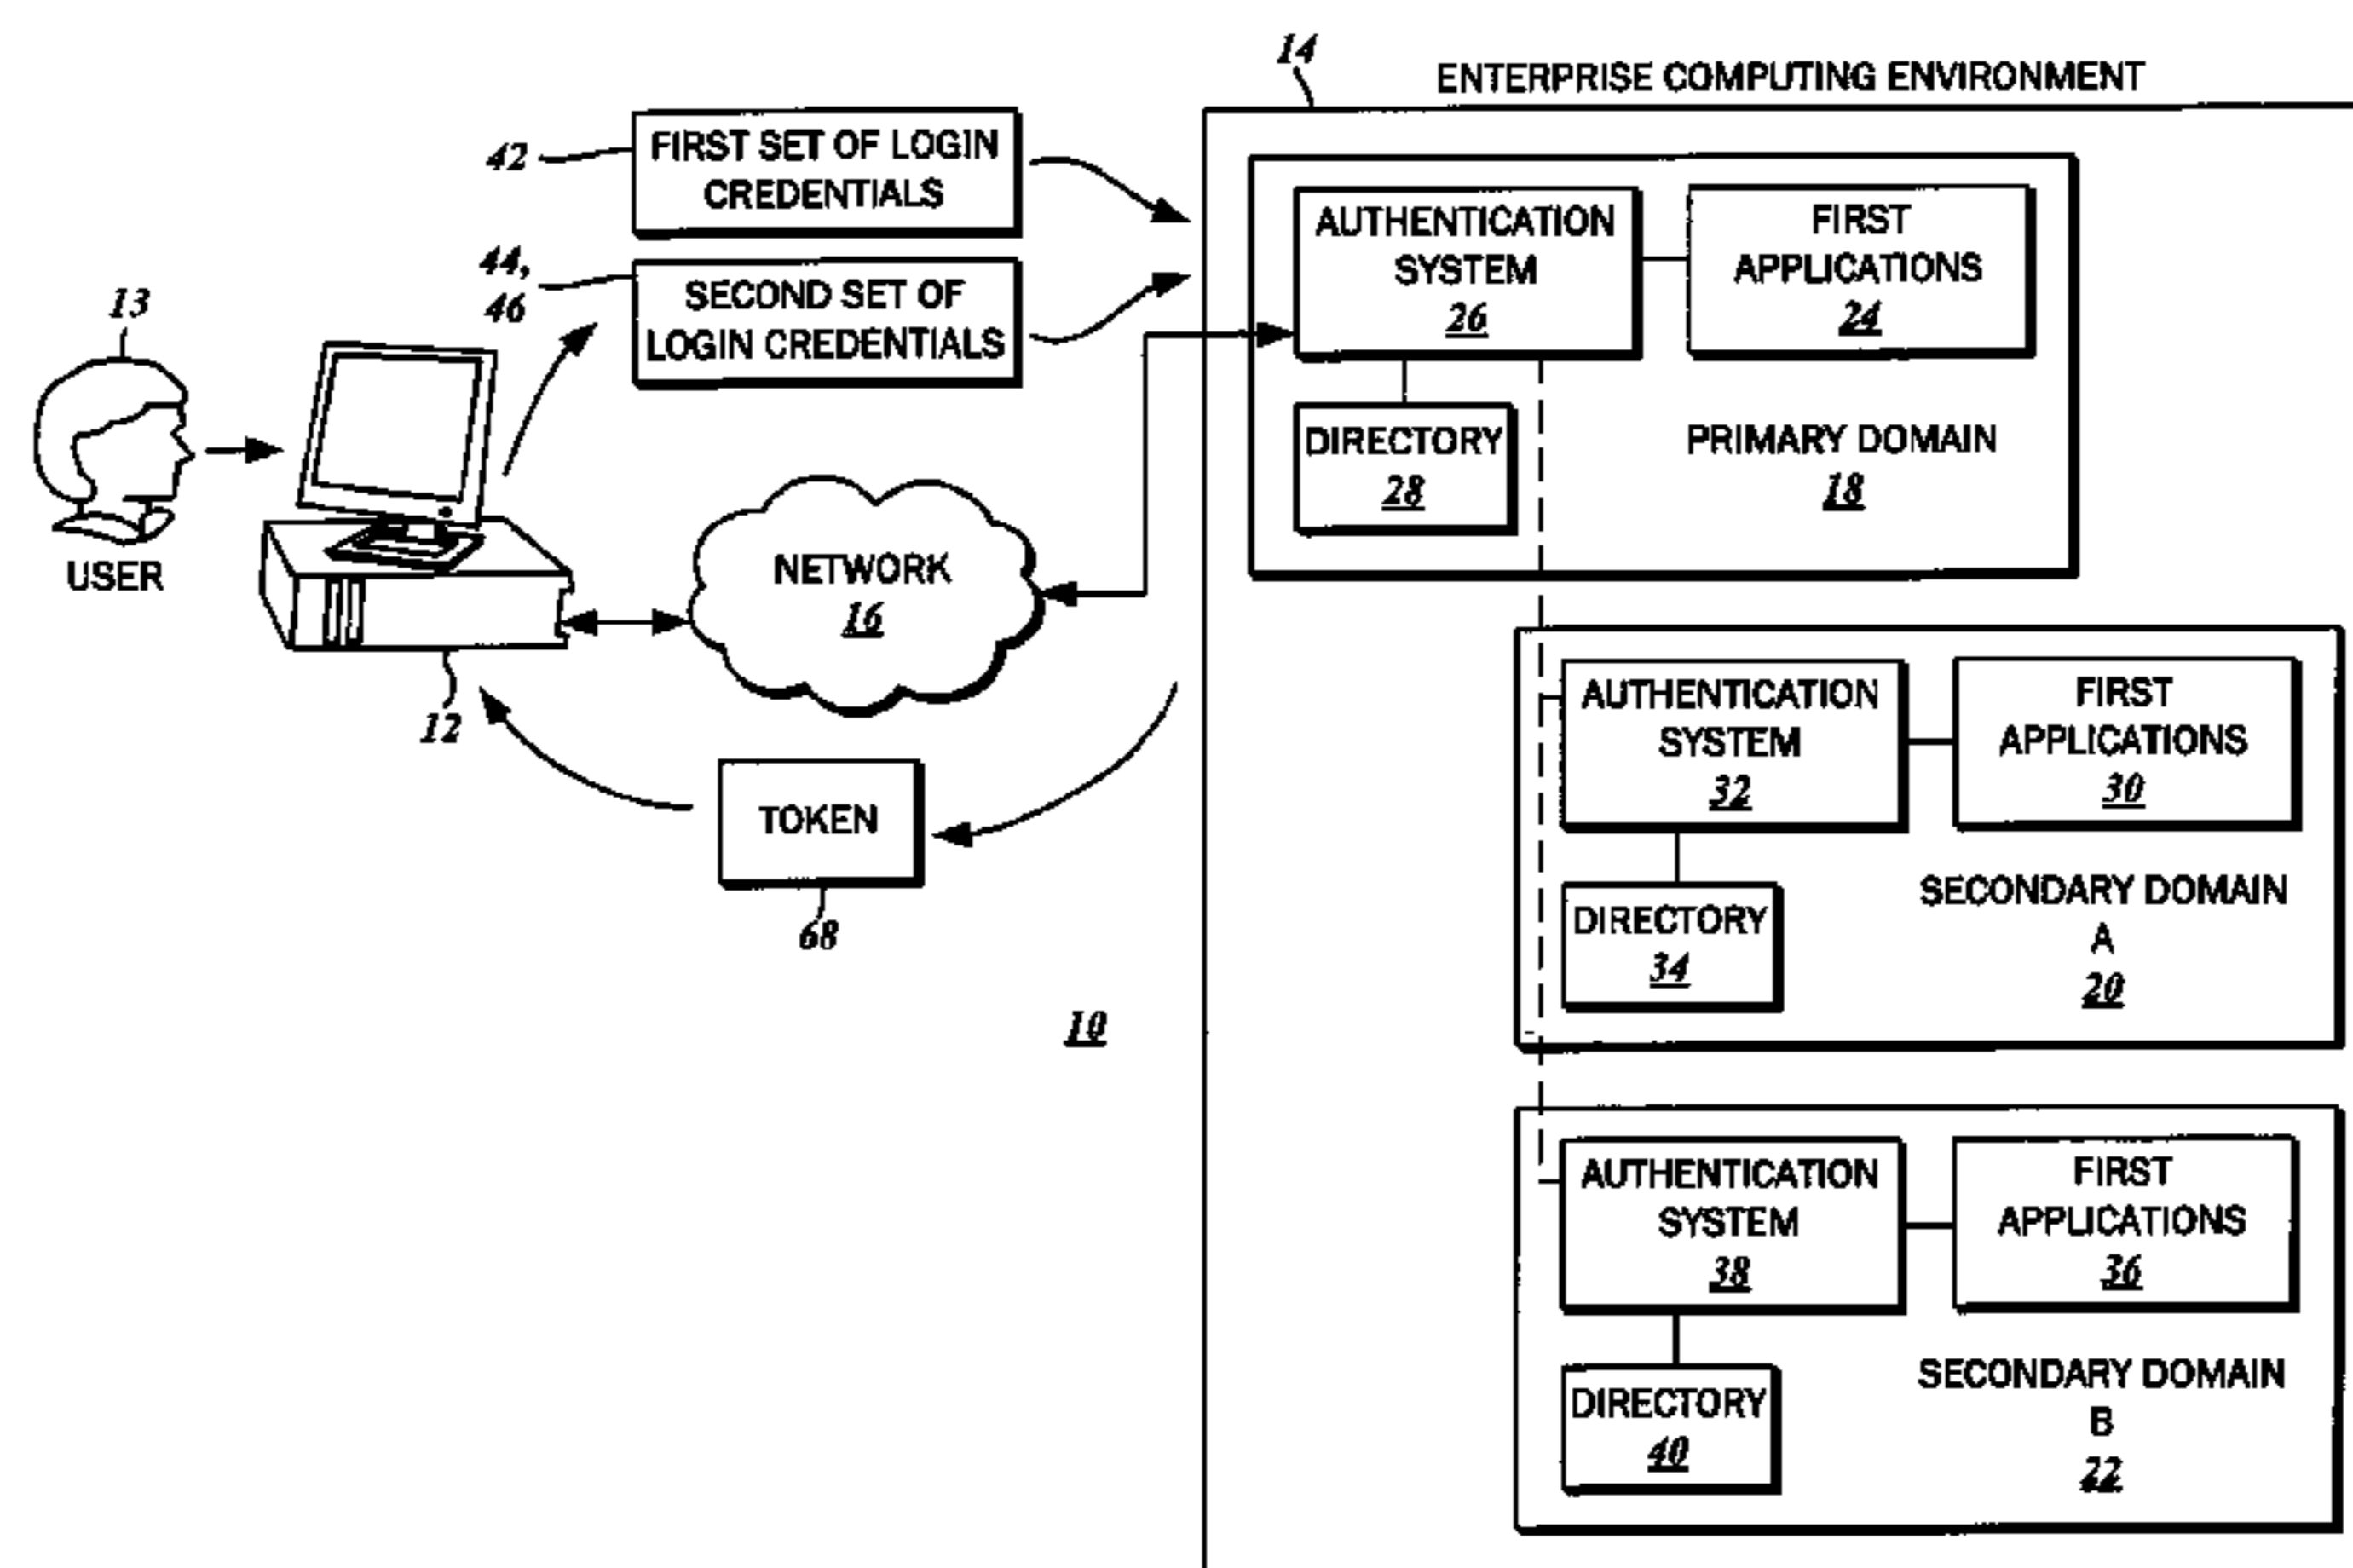 14
ENTERPRISE COMPUTING ENVIRONMENT
42
FIRST SET OF LOGIN
CREDENTIALS
44,
46
SECOND SET OF
LOGIN CREDENTIALS
13
USER
12
NETWORK
16
TOKEN
68
10
AUTHENTICATION
SYSTEM
26
FIRST
APPLICATIONS
24
DIRECTORY
28
PRIMARY DOMAIN
18
AUTHENTICATION
SYSTEM
32
FIRST
APPLICATIONS
30
DIRECTORY
34
SECONDARY DOMAIN
A
20
AUTHENTICATION
SYSTEM
38
FIRST
APPLICATIONS
36
DIRECTORY
40
SECONDARY DOMAIN
B
22